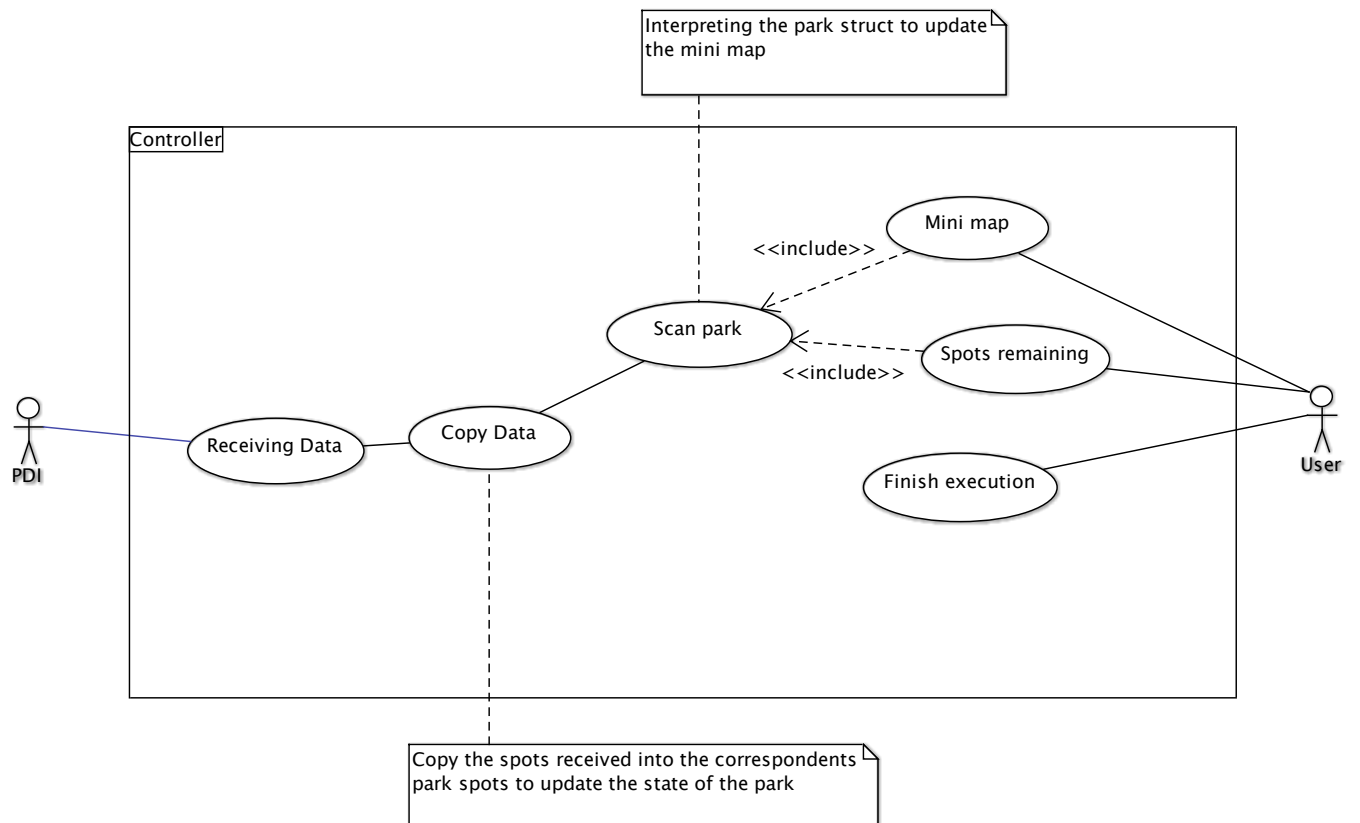 Interpreting the park struct to update
the mini map
Controller
Mini map
<<include>>
Scan park
Spots remaining
<<include>>
Copy Data
Receiving Data
PDI
User
Finish execution
Copy the spots received into the correspondents
park spots to update the state of the park